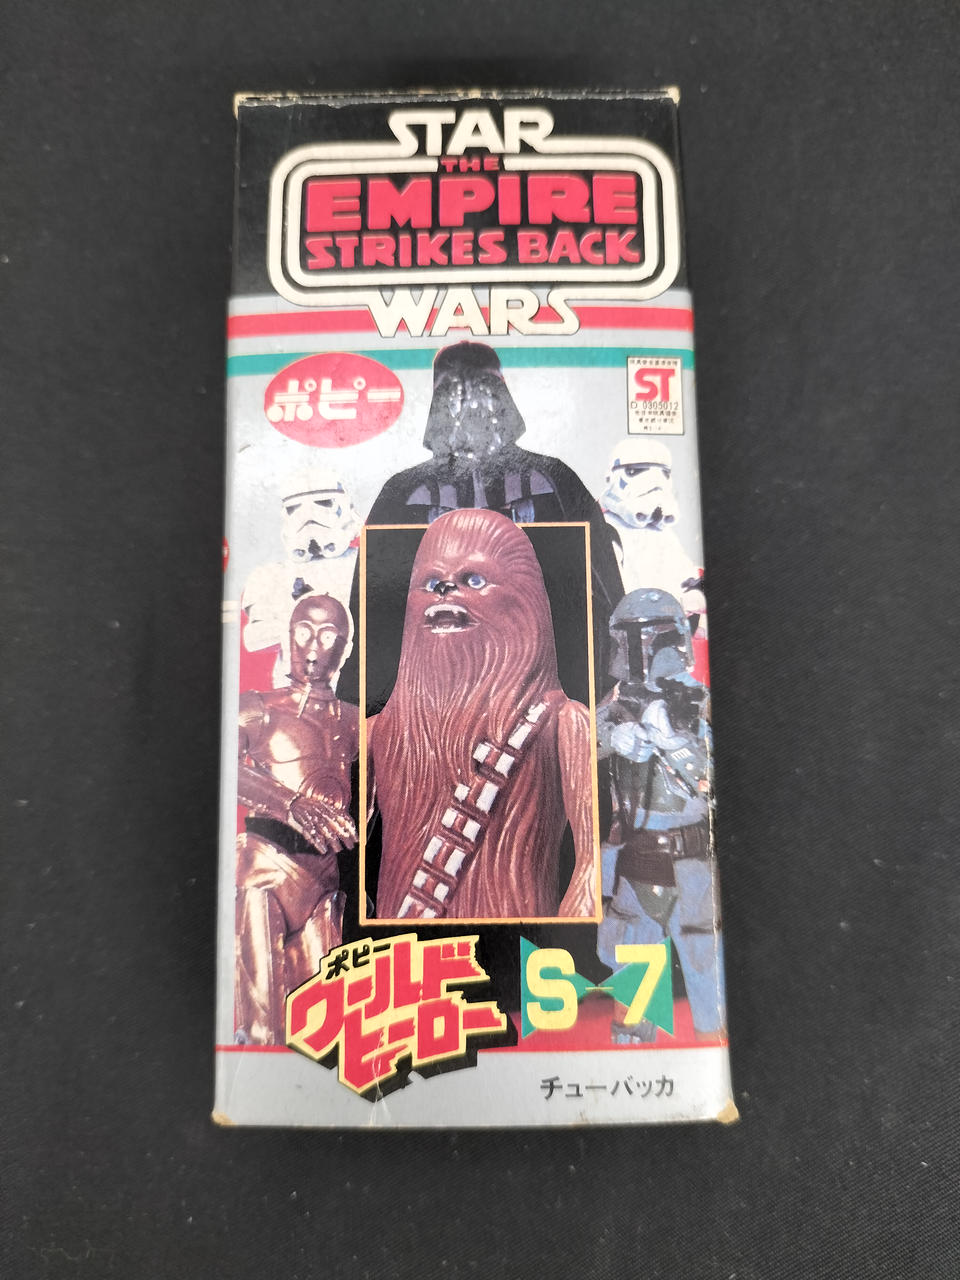 STAR
THE
EMPIRE
STRIKES BACK
WARS
ポピー
ST
D 0305012
ポピー
ワールド
ヒーロー
S-7
チューバッカ